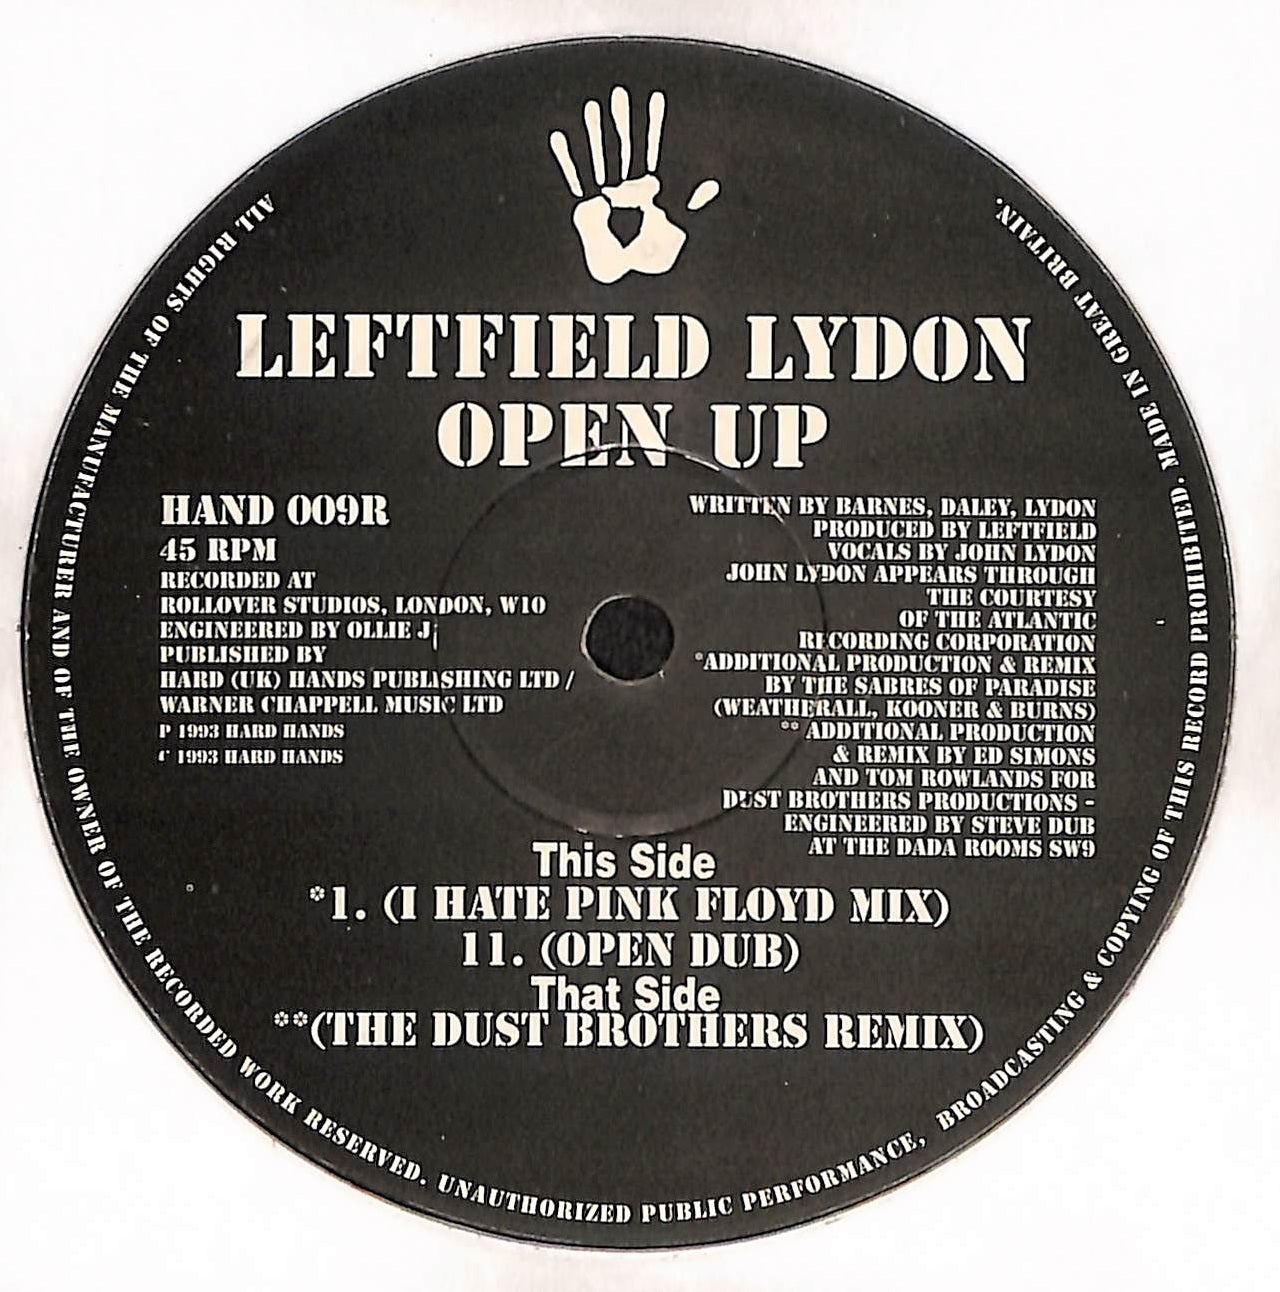 LEFTFIELD LYDON
OPEN UP
HAND 009R
45 RPM
RECORDED AT
ROLLOVER STUDIOS, LONDON, W10
ENGINEERED BY OLLIE J
PUBLISHED BY
HARD (UK) HANDS PUBLISHING LTD /
WARNER CHAPPELL MUSIC LTD
P 1993 HARD HANDS
C 1993 HARD HANDS
WRITTEN BY BARNES, DALEY, LYDON
PRODUCED BY LEFTFIELD
VOCALS BY JOHN LYDON
JOHN LYDON APPEARS THROUGH
THE COURTESY
OF THE ATLANTIC
RECORDING CORPORATION
*ADDITIONAL PRODUCTION & REMIX
BY THE SABRES OF PARADISE
(WEATHERALL, KOONER & BURNS)
** ADDITIONAL PRODUCTION
& REMIX BY ED SIMONS
AND TOM ROWLANDS FOR
DUST BROTHERS PRODUCTIONS -
ENGINEERED BY STEVE DUB
AT THE DADA ROOMS SW9
This Side
*1. (I HATE PINK FLOYD MIX)
11. (OPEN DUB)
That Side
**(THE DUST BROTHERS REMIX)
ALL RIGHTS OF THE MANUFACTURER AND OF THE OWNER OF THE RECORDED WORK RESERVED. UNAUTHORIZED PUBLIC PERFORMANCE, BROADCASTING & COPYING OF THIS RECORD PROHIBITED. MADE IN GREAT BRITAIN.